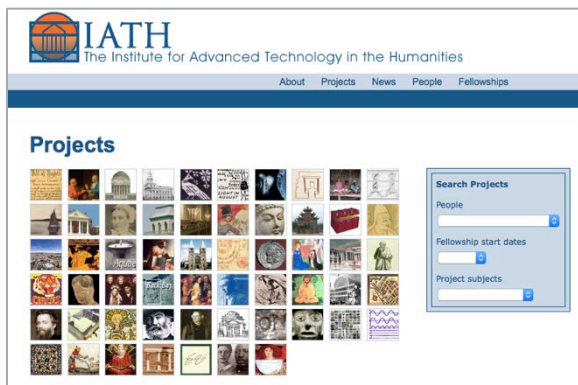 IATH
The Institute for Advanced Technology in the Humanities
About Projects News People Fellowships
Projects
Search Projects
People
Fellowship start dates
Project subjects